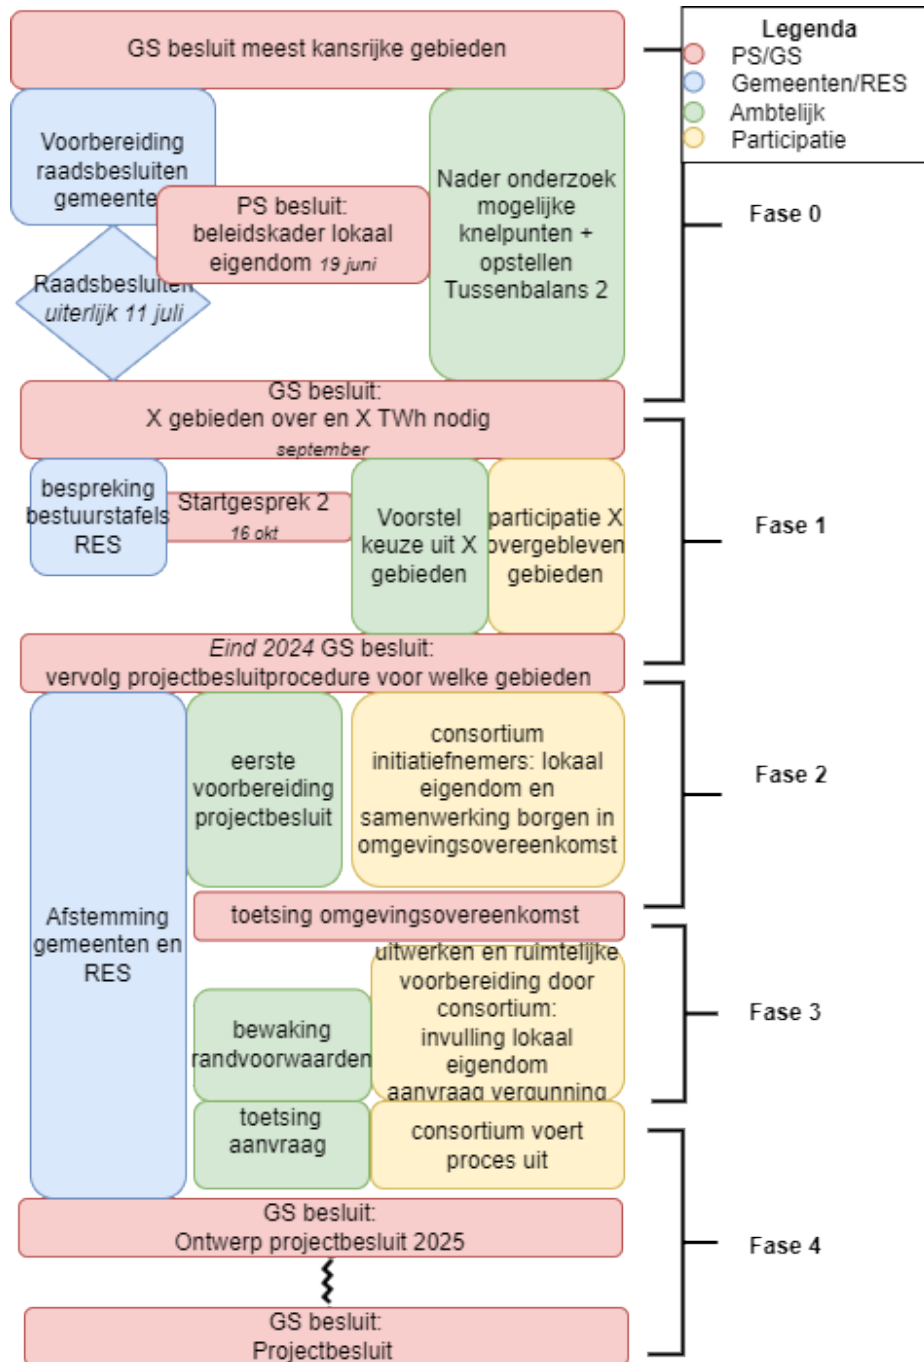 GS besluit meest kansrijke gebieden
Legenda
PS/GS
Gemeenten/RES
Ambtelijk
Participatie
Voorbereiding
raadsbesluiten
gemeenten
PS besluit:
beleidskader lokaal
eigendom 19 juni
Nader onderzoek
mogelijke
knelpunten +
opstellen
Tussenbalans 2
Fase 0
Raadsbesluiten
uiterlijk 11 juli
GS besluit:
X gebieden over en X TWh nodig
september
bespreking
bestuurstafels
RES
Startgesprek 2
16 okt
Voorstel
keuze uit X
gebieden
participatie X
overgebleven
gebieden
Fase 1
Eind 2024 GS besluit:
vervolg projectbesluitprocedure voor welke gebieden
eerste
voorbereiding
projectbesluit
consortium
initiatiefnemers: lokaal
eigendom en
samenwerking borgen in
omgevingsovereenkomst
Fase 2
Afstemming
gemeenten en
RES
toetsing omgevingsovereenkomst
bewaking
randvoorwaarden
uitwerken en ruimtelijke
voorbereiding door
consortium:
invulling lokaal
eigendom
aanvraag vergunning
Fase 3
toetsing
aanvraag
consortium voert
proces uit
GS besluit:
Ontwerp projectbesluit 2025
Fase 4
GS besluit:
Projectbesluit